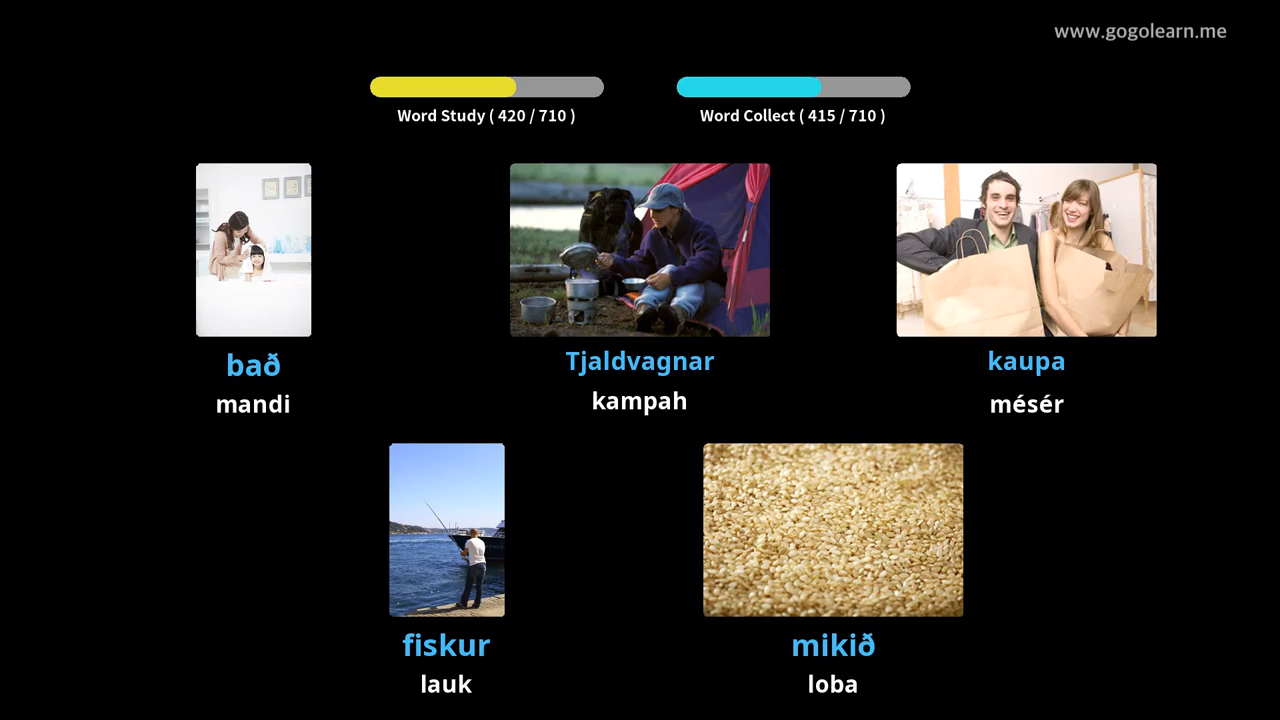 www.gogolearn.me
Word Study ( 420 / 710 )
Word Collect ( 415 / 710 )
bað
mandi
Tjaldvagnar
kampah
kaupa
mésér
fiskur
lauk
mikið
loba